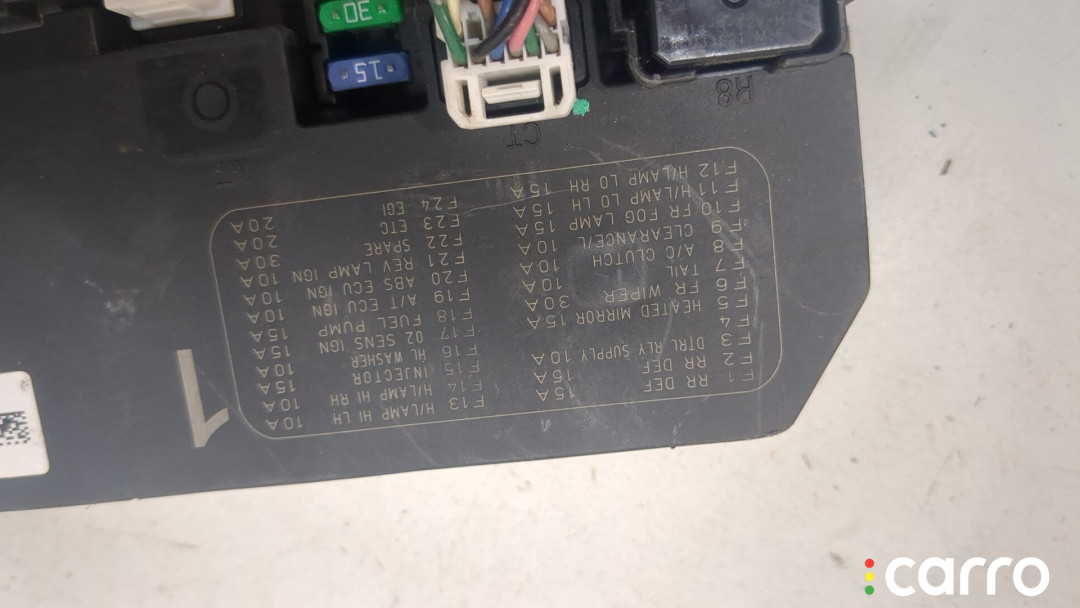 1
F1 RR DEF 15A
F2 RR DEF 15A
F3 DTRL RLY SUPPLY 10A
F4
F5 HEATED MIRROR 15A
F6 FR WIPER 30A
F7 TAIL 10A
F8 A/C CLUTCH 10A
F9 CLEARANCE/L 10A
F10 FR FOG LAMP 15A
F11 H/LAMP LO LH 15A
F12 H/LAMP LO RH 15A
F13 H/LAMP HI LH 10A
F14 H/LAMP HI RH 10A
F15 INJECTOR 15A
F16 HL WASHER 10A
F17 O2 SENS IGN 15A
F18 FUEL PUMP 15A
F19 A/T ECU IGN 10A
F20 ABS ECU IGN 10A
F21 REV LAMP IGN 10A
F22 SPARE 30A
F23 ETC 20A
F24 EGI 20A
R8
CT
15
30
carro